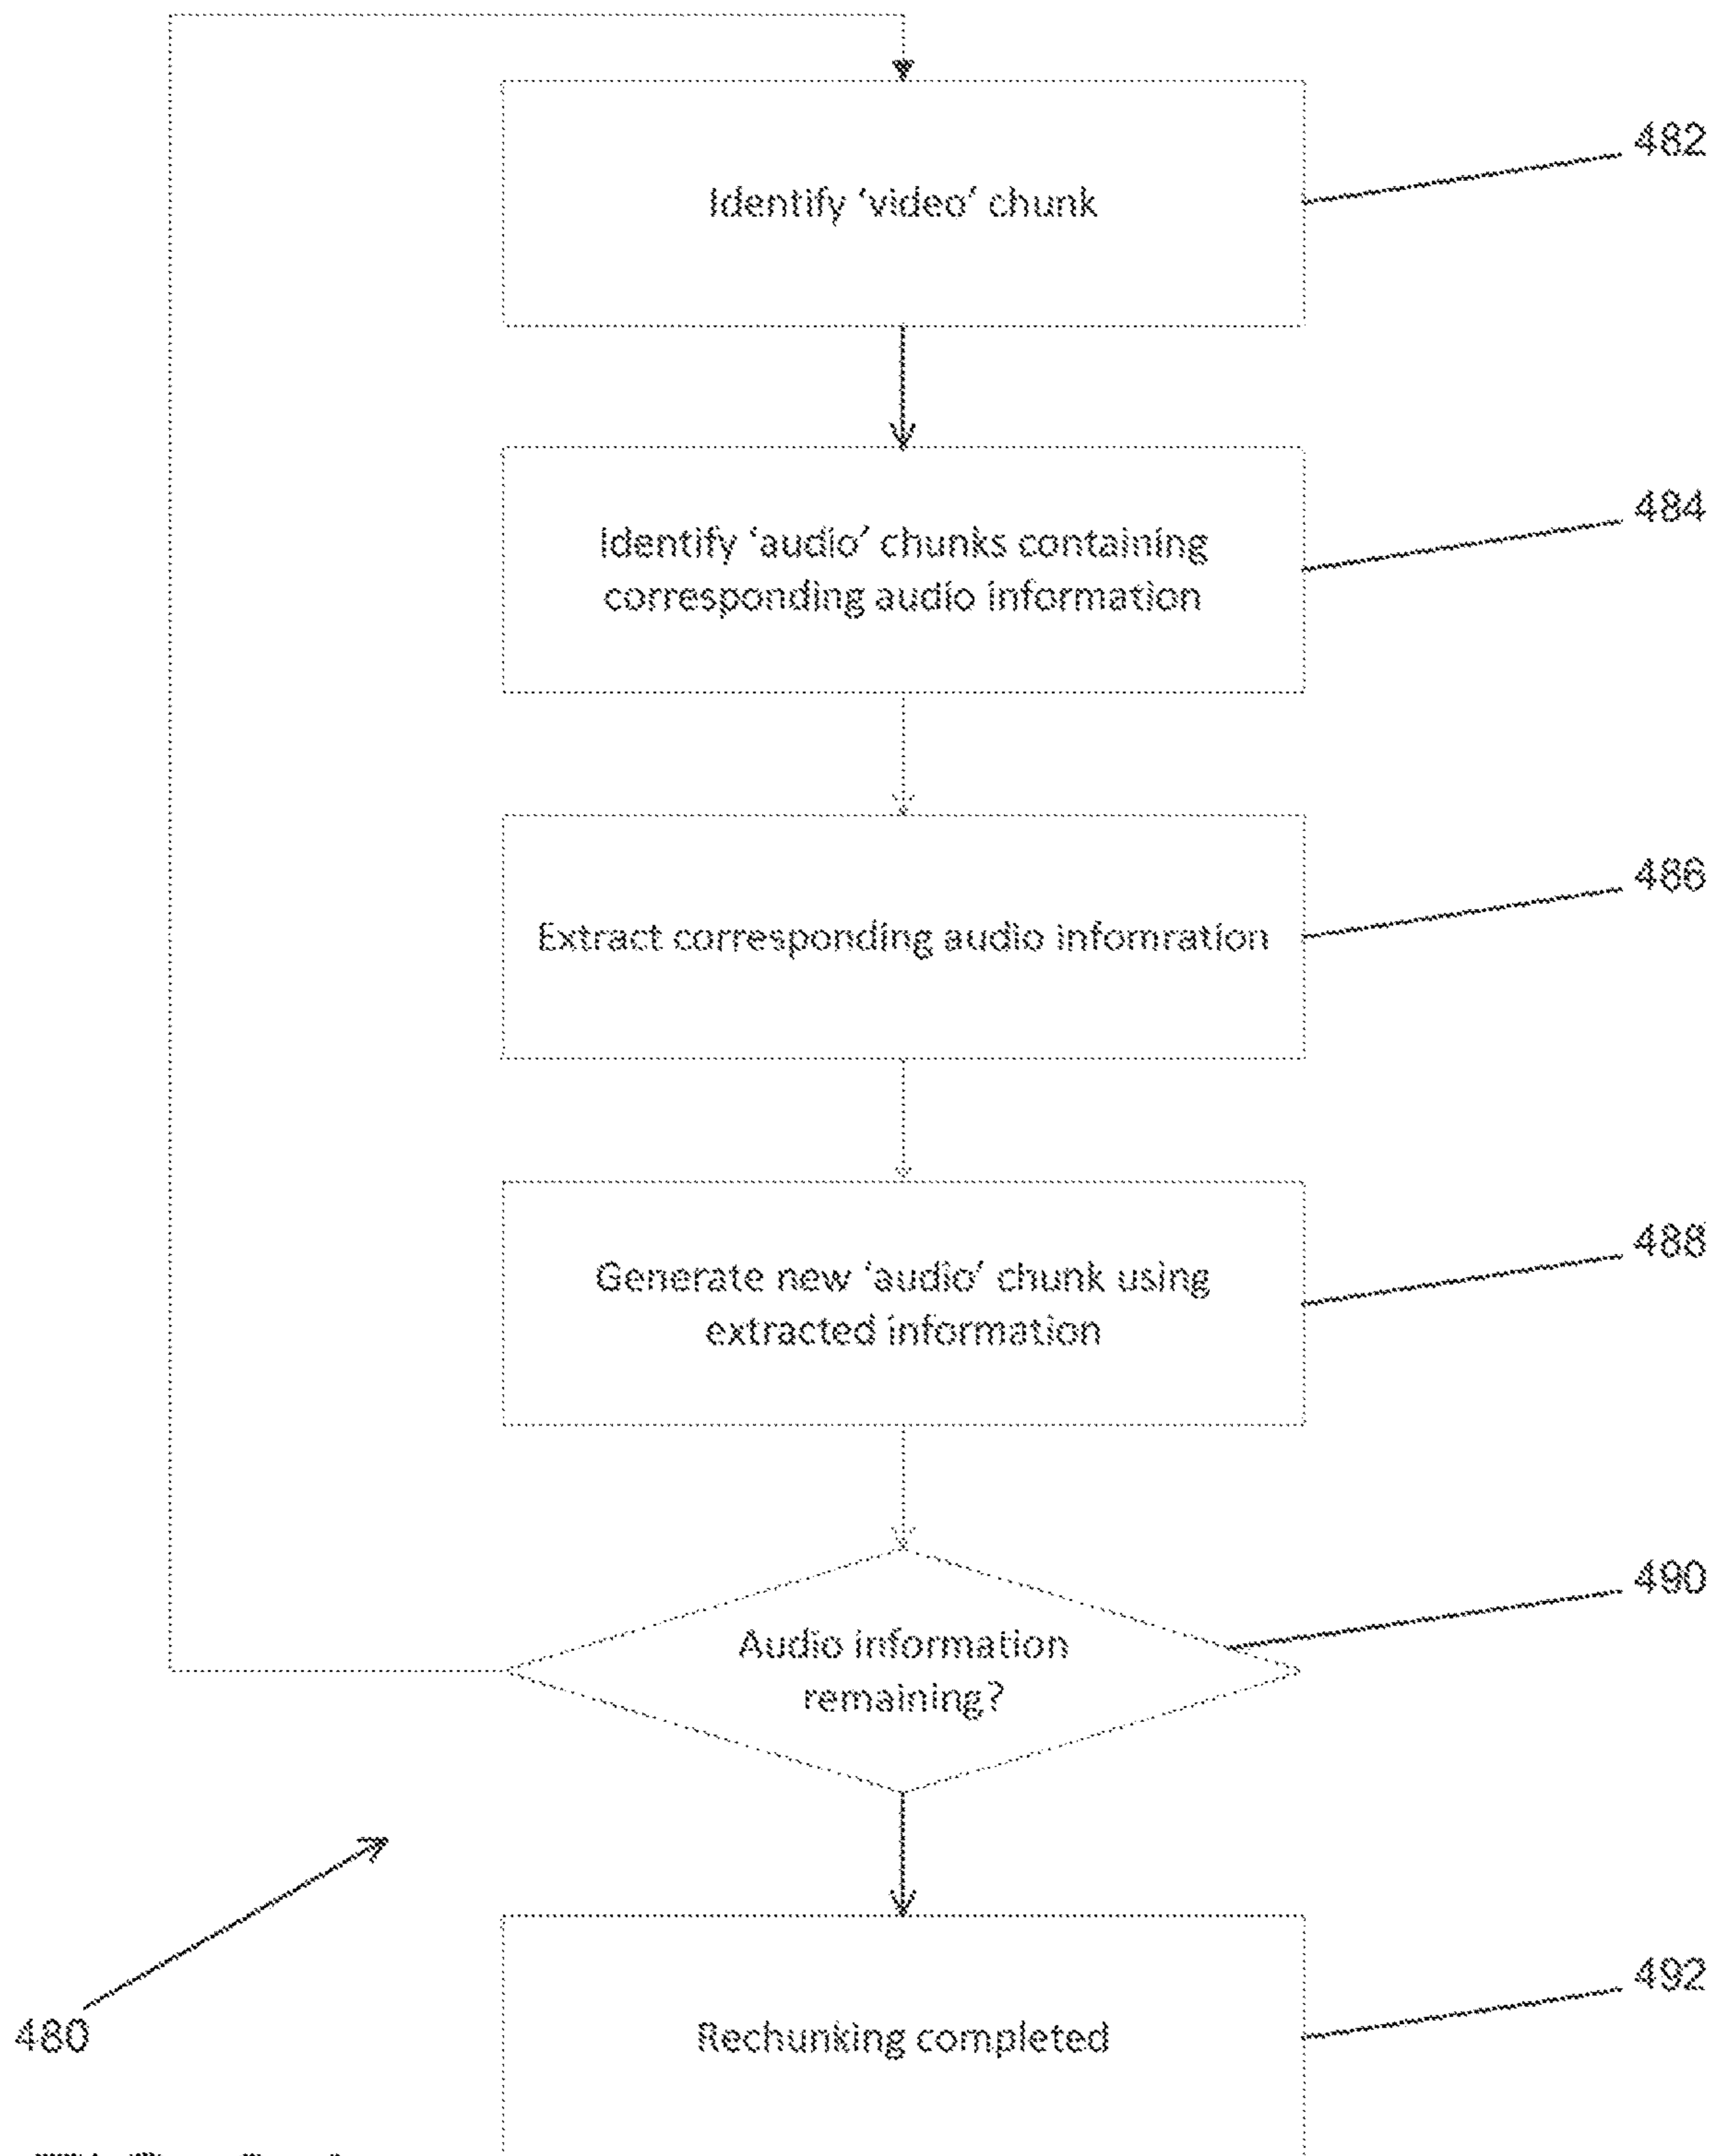 482
Identify ‘video’ chunk
484
Identify ‘audio’ chunks containing
corresponding audio information
486
Extract corresponding audio infomration
488
Generate new ‘audio’ chunk using
extracted information
490
Audio information
remaining?
492
Rechunking completed
480